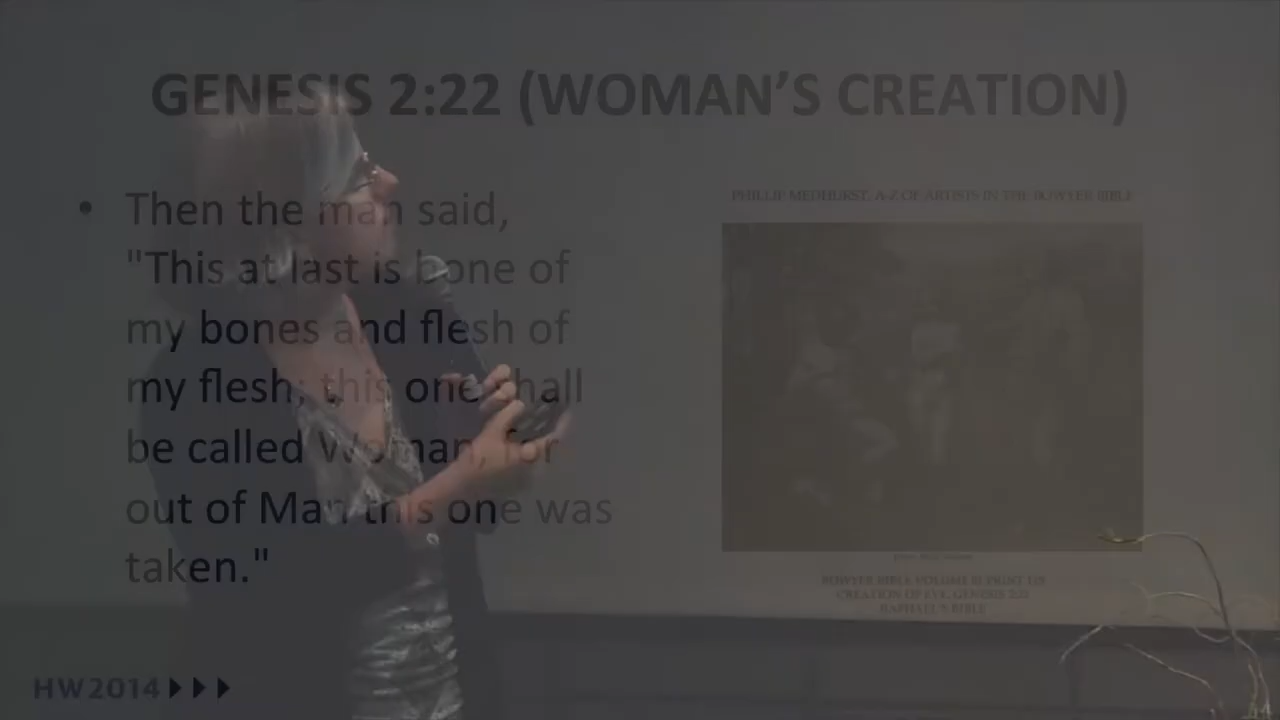 GENESIS 2:22 (WOMAN'S CREATION)
• Then the man said,
"This at last is bone of
my bones and flesh of
my flesh; this one shall
be called Woman, for
out of Man this one was
taken."
PHILLIP MEDHURST. A-Z OF ARTISTS IN THE BOWYER BIBLE
BOWYER BIBLE VOLUME III PRINT
CREATION OF EVE. GENESIS 2:22
RAPHAEL'S BIBLE
HW2014